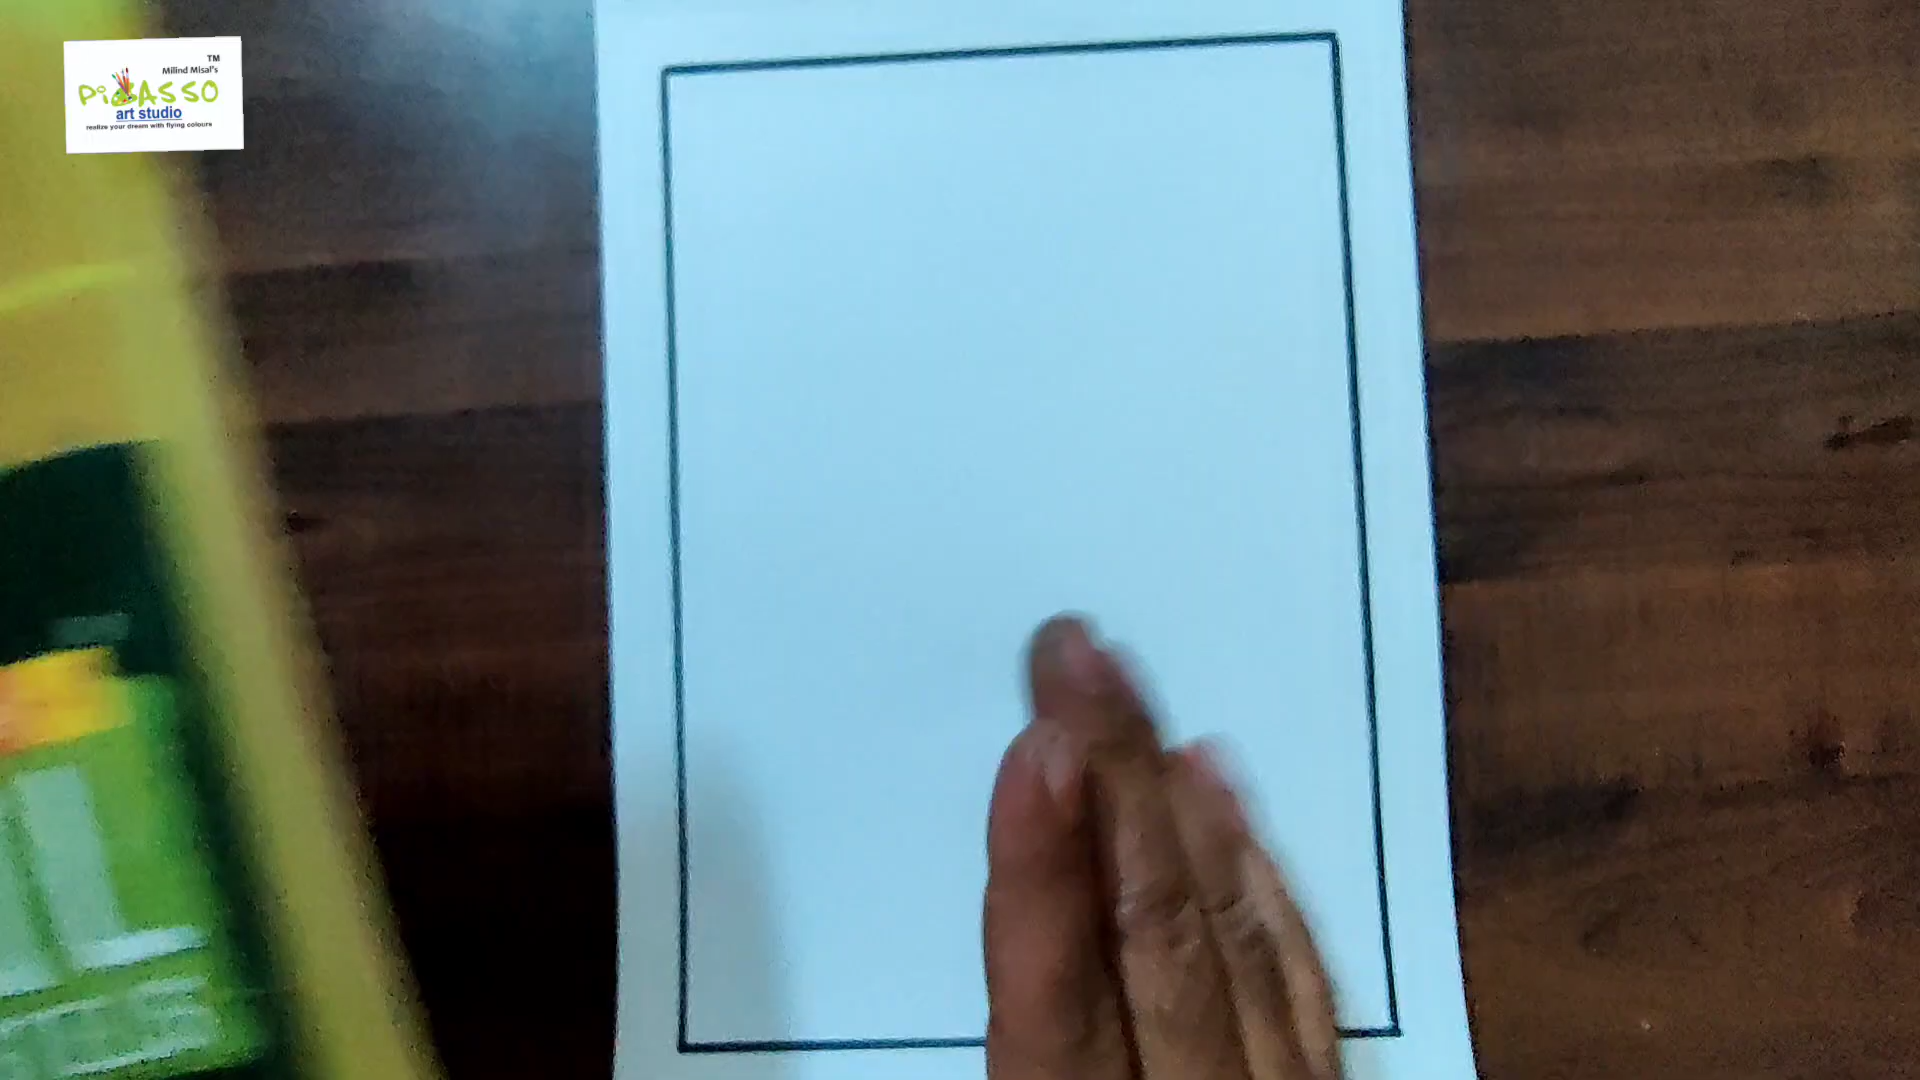 TM
Milind Misal's
PiCASSO
art studio
realize your dream with flying colours